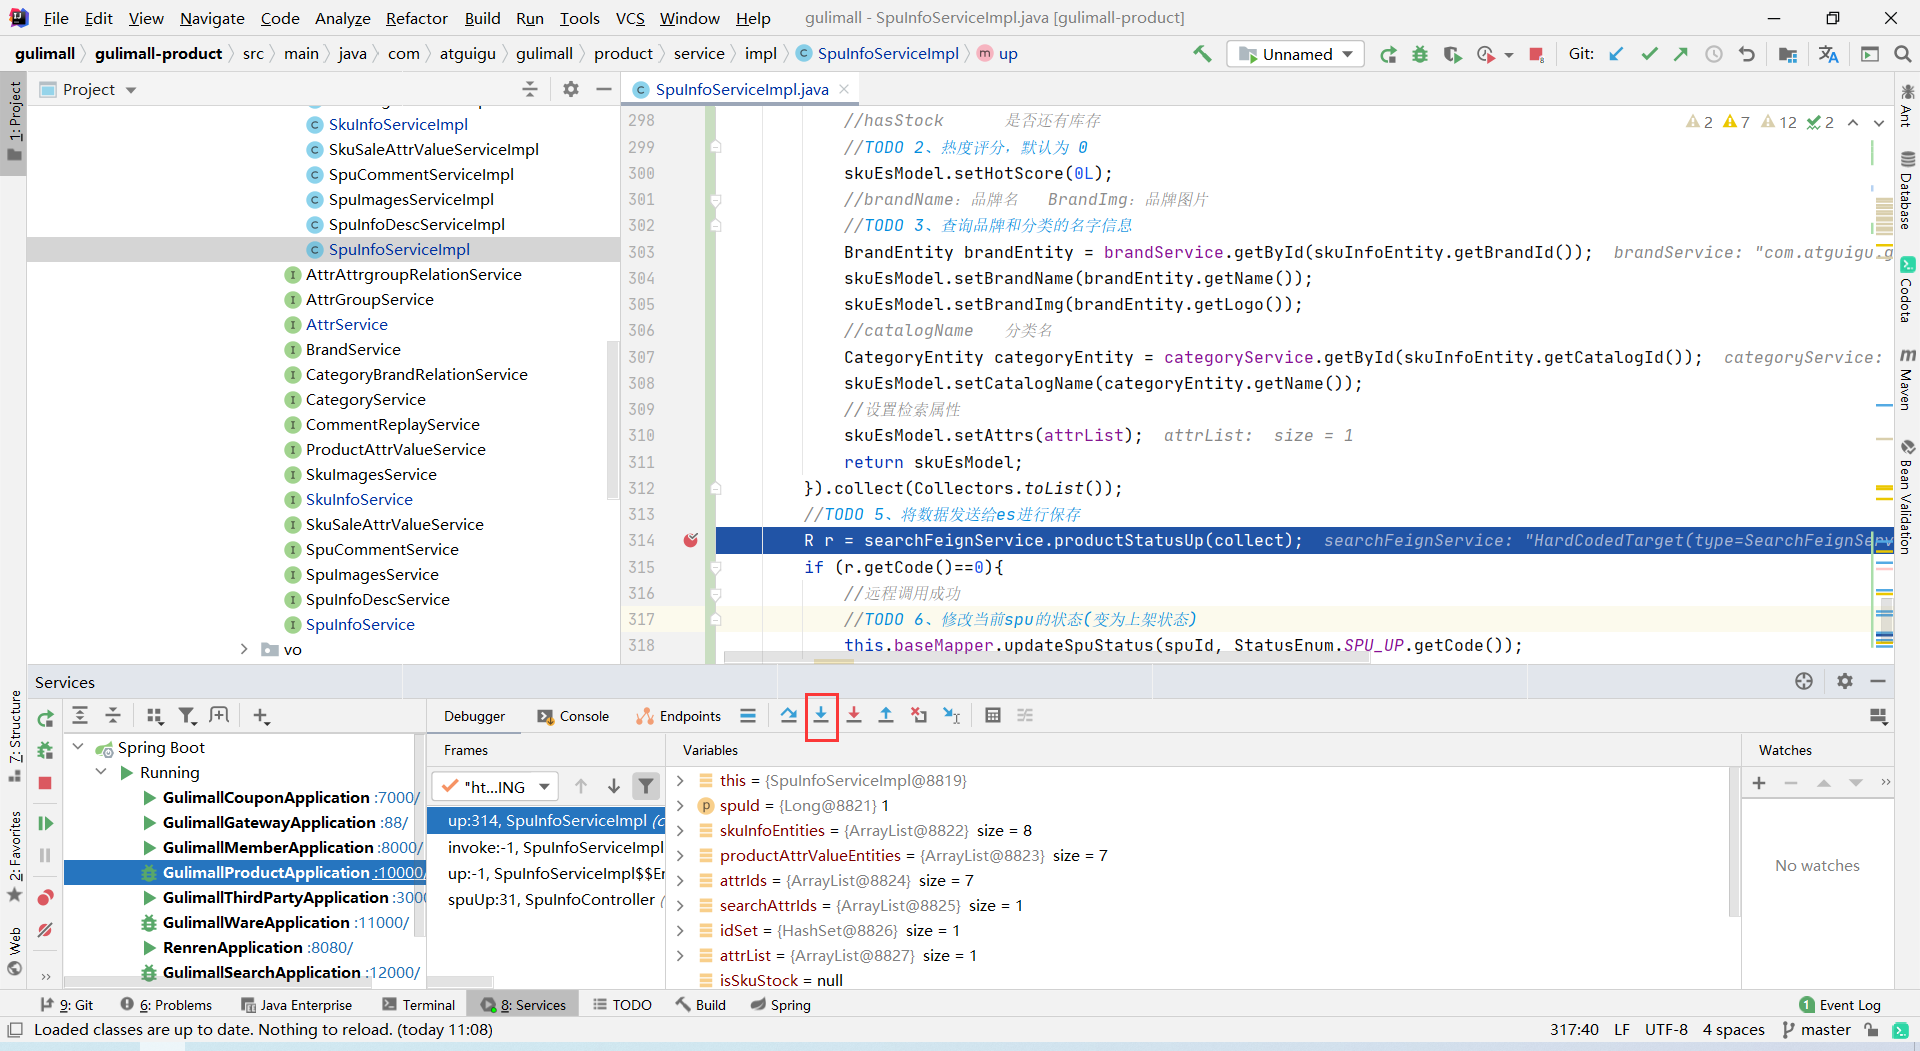 File Edit View Navigate Code Analyze Refactor Build Run Tools VCS Window Help gulimall - SpuInfoServiceImpl.java [gulimall-product]
gulimall gulimall-product src main java com atguigu gulimall product service impl SpuInfoServiceImpl up
Unnamed Git:
Project
SpuInfoServiceImpl.java
1: Project
7: Structure
2: Favorites
Web
SkuInfoServiceImpl
SkuSaleAttrValueServiceImpl
SpuCommentServiceImpl
SpuImagesServiceImpl
SpuInfoDescServiceImpl
SpuInfoServiceImpl
AttrAttrgroupRelationService
AttrGroupService
AttrService
BrandService
CategoryBrandRelationService
CategoryService
CommentReplayService
ProductAttrValueService
SkuImagesService
SkuInfoService
SkuSaleAttrValueService
SpuCommentService
SpuImagesService
SpuInfoDescService
SpuInfoService
vo
2 7 12 2
298 //hasStock 是否还有库存
299 //TODO 2、热度评分，默认为 0
300 skuEsModel.setHotScore(0L);
301 //brandName：品牌名 BrandImg：品牌图片
302 //TODO 3、查询品牌和分类的名字信息
303 BrandEntity brandEntity = brandService.getById(skuInfoEntity.getBrandId()); brandService: "com.atguigu.g
304 skuEsModel.setBrandName(brandEntity.getName());
305 skuEsModel.setBrandImg(brandEntity.getLogo());
306 //catalogName 分类名
307 CategoryEntity categoryEntity = categoryService.getById(skuInfoEntity.getCatalogId()); categoryService:
308 skuEsModel.setCatalogName(categoryEntity.getName());
309 //设置检索属性
310 skuEsModel.setAttrs(attrList); attrList: size = 1
311 return skuEsModel;
312 }).collect(Collectors.toList());
313 //TODO 5、将数据发送给es进行保存
314 R r = searchFeignService.productStatusUp(collect); searchFeignService: "HardCodedTarget(type=SearchFeignServ
315 if (r.getCode()==0){
316 //远程调用成功
317 //TODO 6、修改当前spu的状态(变为上架状态)
318 this.baseMapper.updateSpuStatus(spuId, StatusEnum.SPU_UP.getCode());
Ant
Database
Codota
Maven
Bean Validation
Services
Debugger Console Endpoints
Frames
Variables
Watches
Spring Boot
Running
GulimallCouponApplication :7000/
GulimallGatewayApplication :88/
GulimallMemberApplication :8000/
GulimallProductApplication :10000/
GulimallThirdPartyApplication :3000
GulimallWareApplication :11000/
RenrenApplication :8080/
GulimallSearchApplication :12000/
"ht...ING
up:314, SpuInfoServiceImpl (c
invoke:-1, SpuInfoServiceImpl
up:-1, SpuInfoServiceImpl$$Er
spuUp:31, SpuInfoController (
this = {SpuInfoServiceImpl@8819}
spuId = {Long@8821} 1
skuInfoEntities = {ArrayList@8822} size = 8
productAttrValueEntities = {ArrayList@8823} size = 7
attrIds = {ArrayList@8824} size = 7
searchAttrIds = {ArrayList@8825} size = 1
idSet = {HashSet@8826} size = 1
attrList = {ArrayList@8827} size = 1
isSkuStock = null
No watches
9: Git 6: Problems Java Enterprise Terminal 8: Services TODO Build Spring 1 Event Log
Loaded classes are up to date. Nothing to reload. (today 11:08) 317:40 LF UTF-8 4 spaces master